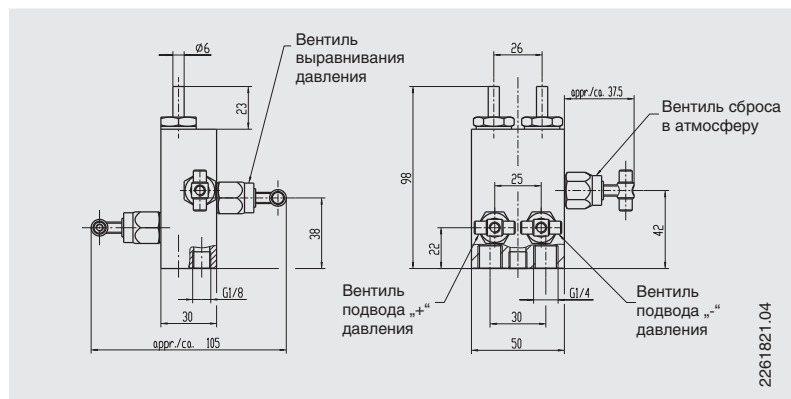 ø6
Вентиль
выравнивания
давления
23
38
G1/8
30
appr./ca. 105
26
appr./ca. 37.5
Вентиль сброса
в атмосферу
98
25
22
42
G1/4
Вентиль
подвода „+“
давления
30
50
Вентиль
подвода „-“
давления
2261821.04